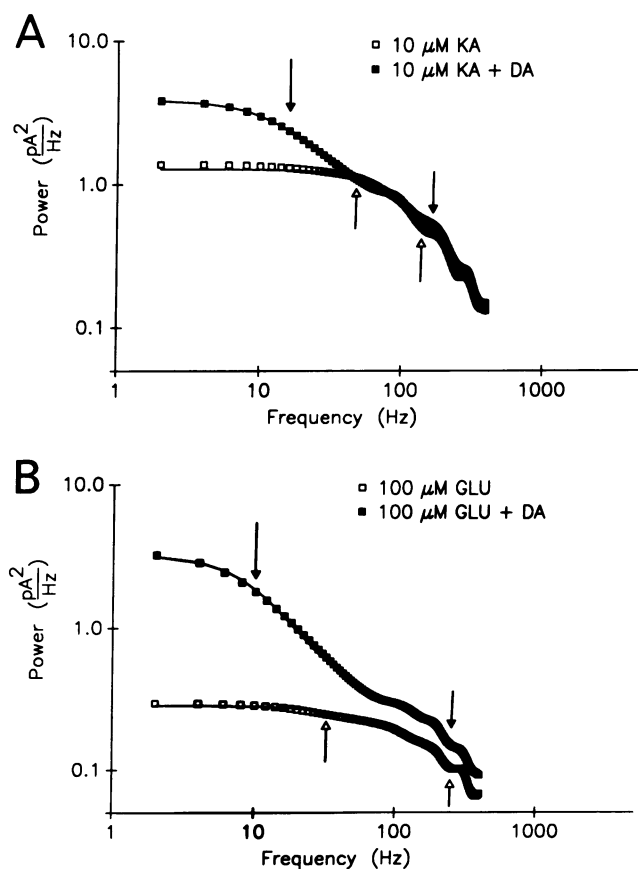 A
10.0
1.0
0.1
Power (pA²/Hz)
□ 10 μM KA
■ 10 μM KA + DA
1 10 100 1000
Frequency (Hz)
B
10.0
1.0
0.1
Power (pA²/Hz)
□ 100 μM GLU
■ 100 μM GLU + DA
1 10 100 1000
Frequency (Hz)